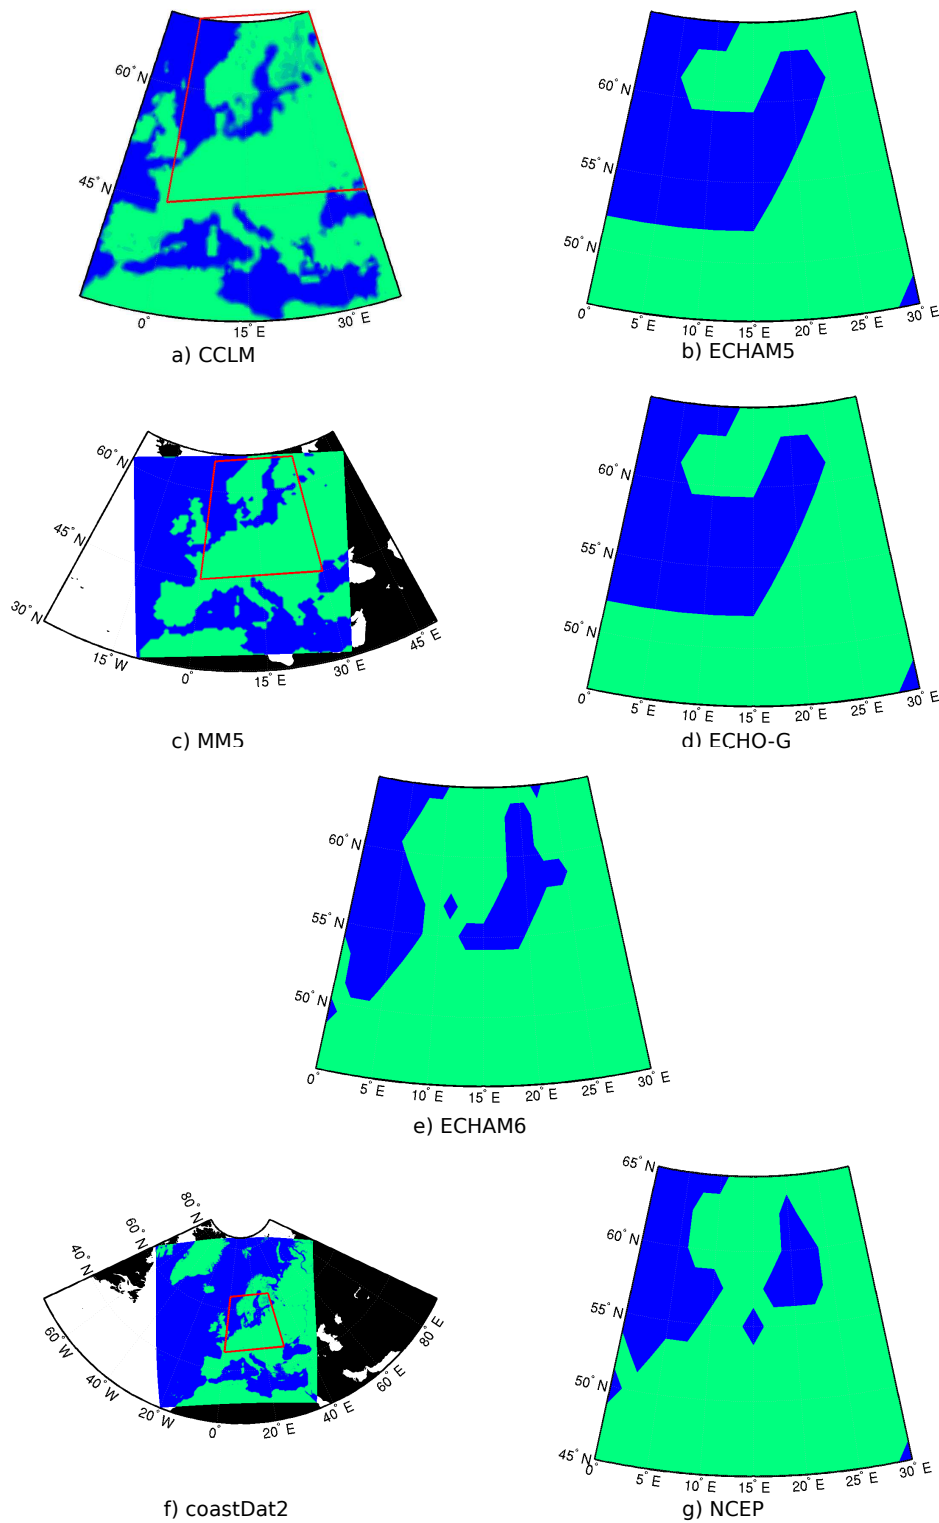 60° N
45° N
0°
15° E
30° E
a) CCLM
60° N
55° N
50° N
0°
5° E
10° E
15° E
20° E
25° E
30° E
b) ECHAM5
60° N
45° N
30° N
15° W
0°
15° E
30° E
45° E
c) MM5
60° N
55° N
50° N
0°
5° E
10° E
15° E
20° E
25° E
30° E
d) ECHO-G
60° N
55° N
50° N
0°
5° E
10° E
15° E
20° E
25° E
30° E
e) ECHAM6
80° N
60° N
40° N
60° W
40° W
20° W
0°
20° E
40° E
60° E
80° E
f) coastDat2
65° N
60° N
55° N
50° N
45° N
0°
5° E
10° E
15° E
20° E
25° E
30° E
g) NCEP